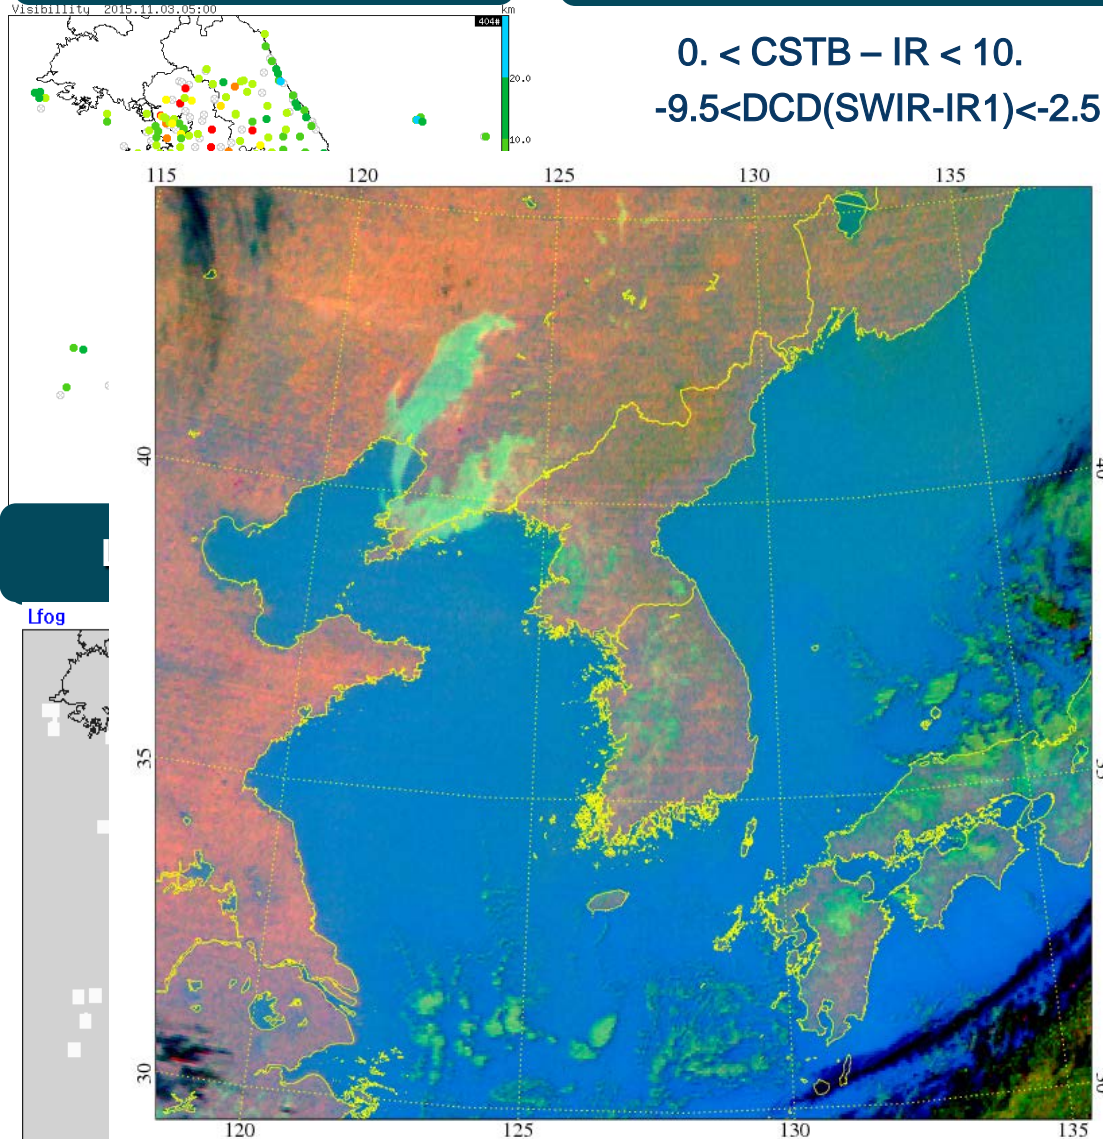 Visibility 2015.11.03.05:00 km
404#
20.0
10.0
0. < CSTB – IR < 10.
-9.5<DCD(SWIR-IR1)<-2.5
115 120 125 130 135
40
35
30
120 125 130 135
Lfog